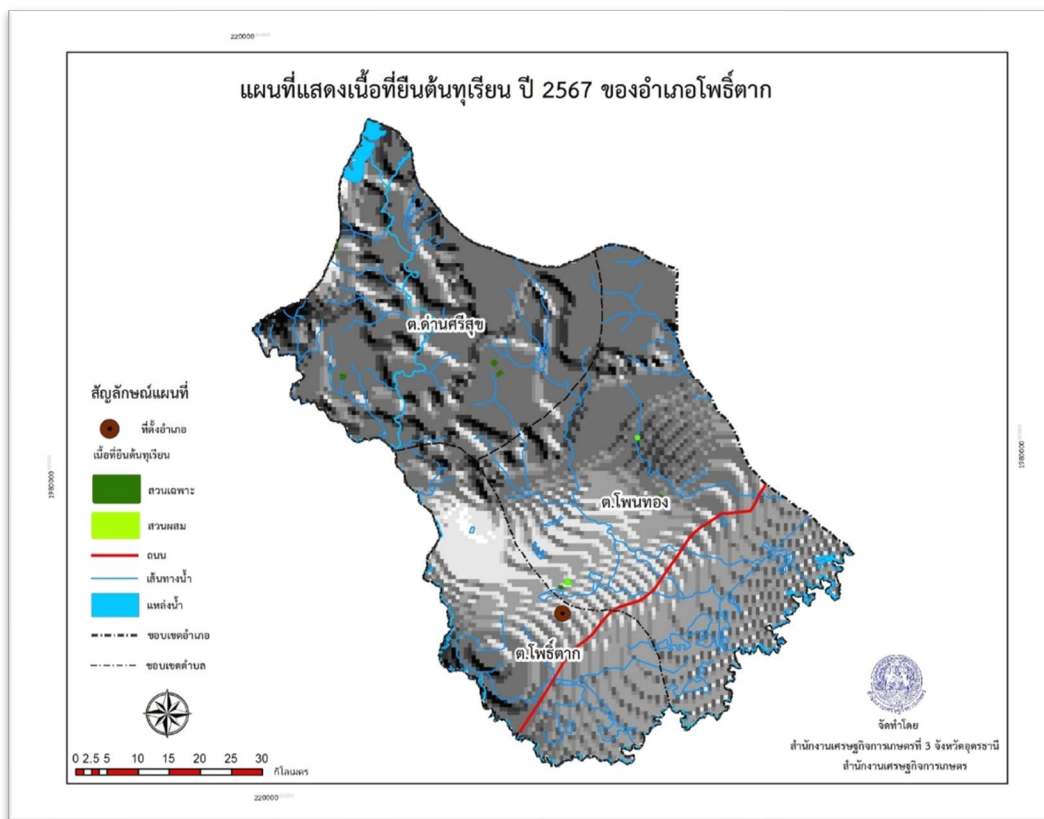 220000
แผนที่แสดงเนื้อที่ยืนต้นทุเรียน ปี 2567 ของอำเภอโพธิ์ตาก
ต.ด่านศรีสุข
ต.โพนทอง
ต.โพธิ์ตาก
1980000
1980000
สัญลักษณ์แผนที่
ที่ตั้งอำเภอ
เนื้อที่ยืนต้นทุเรียน
สวนเฉพาะ
สวนผสม
ถนน
เส้นทางน้ำ
แหล่งน้ำ
ขอบเขตอำเภอ
ขอบเขตตำบล
0 2.5 5 10 15 20 25 30
กิโลเมตร
จัดทำโดย
สำนักงานเศรษฐกิจการเกษตรที่ 3 จังหวัดอุดรธานี
สำนักงานเศรษฐกิจการเกษตร
220000